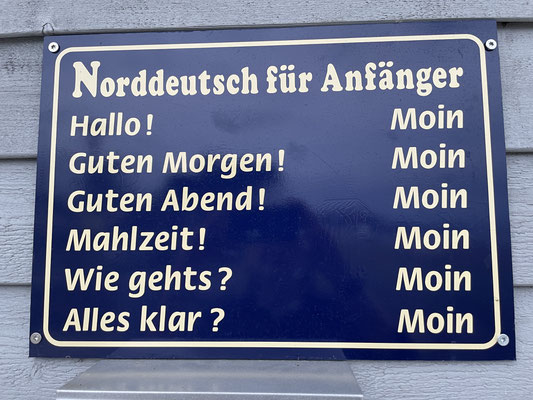 Norddeutsch für Anfänger
Hallo! Moin
Guten Morgen! Moin
Guten Abend! Moin
Mahlzeit! Moin
Wie gehts? Moin
Alles klar? Moin